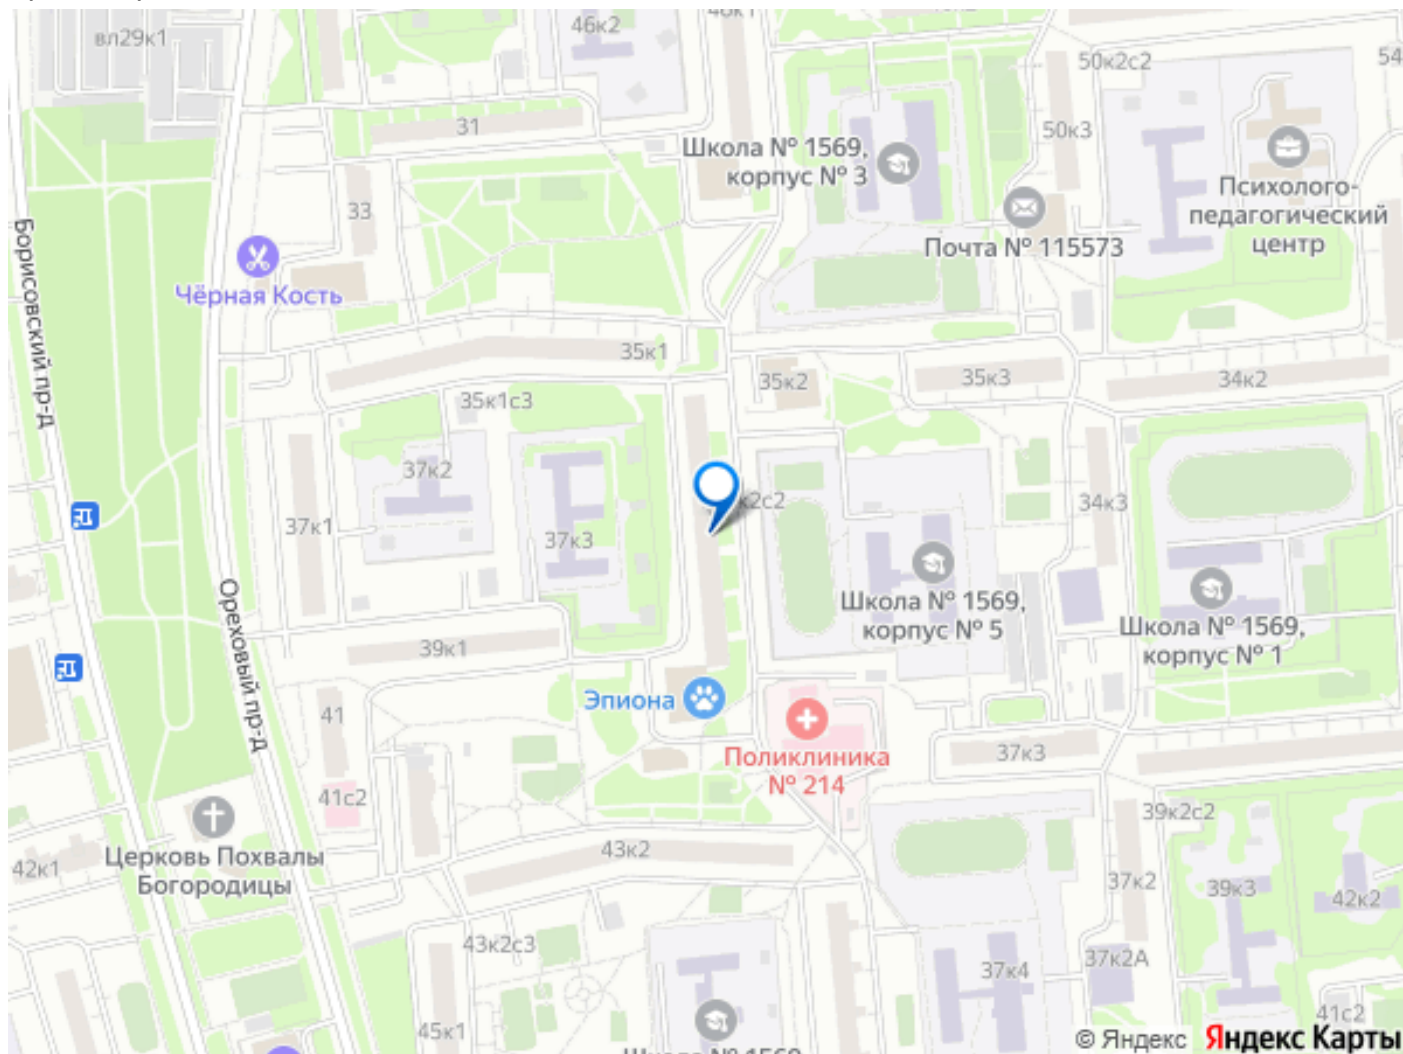 вл29к1
46к2
50к2с2
54
31
50к3
Школа № 1569,
корпус № 3
Психолого-
педагогический
центр
33
Почта № 115573
Чёрная Кость
Борисовский пр-д
35к1
35к2
35к3
34к2
35к1с3
37к2
к2с2
34к3
37к1
37к3
Школа № 1569,
корпус № 5
Школа № 1569,
корпус № 1
Ореховый пр-д
39к1
Эпиона
41
Поликлиника
№ 214
37к3
41с2
39к2с2
Церковь Похвалы
Богородицы
42к1
43к2
37к2
39к3
42к2
43к2с3
37к4
37к2А
41с2
45к1
Школа № 1569
© Яндекс Яндекс Карты